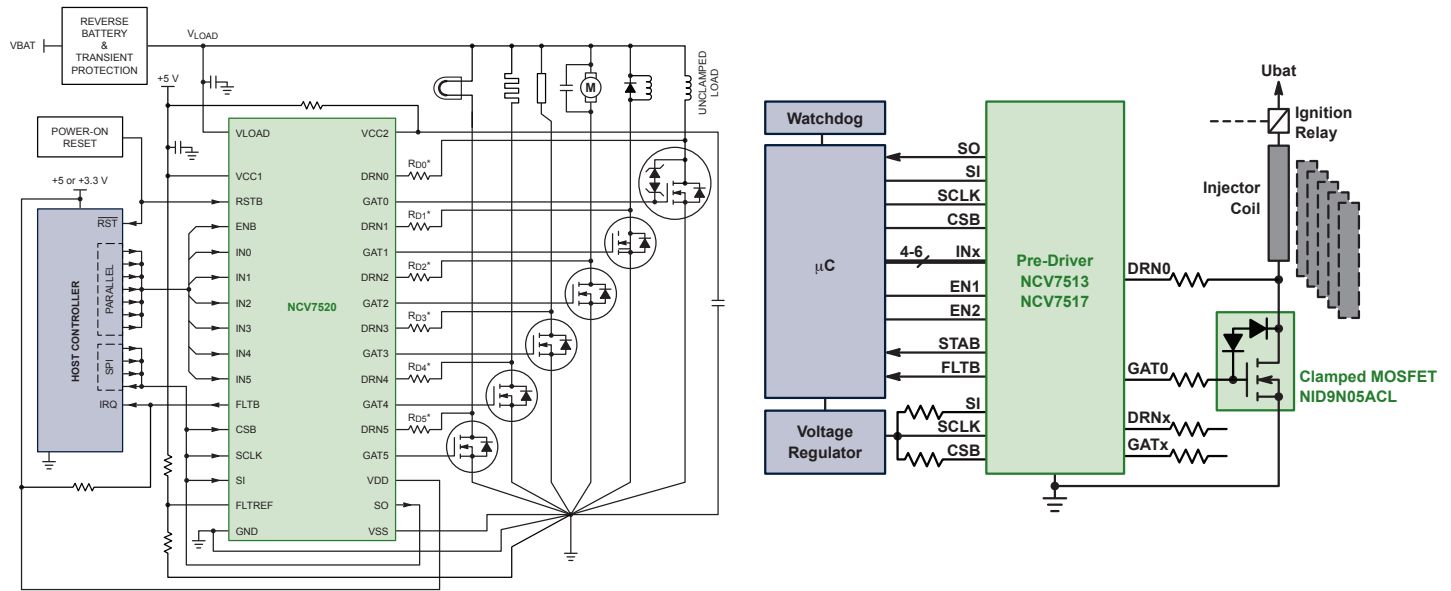 REVERSE
BATTERY
&
TRANSIENT
PROTECTION
VBAT
VLOAD
+5 V
POWER-ON
RESET
+5 or +3.3 V
HOST CONTROLLER
RST
PARALLEL
SPI
IRQ
NCV7520
VLOAD
VCC1
RSTB
ENB
IN0
IN1
IN2
IN3
IN4
IN5
FLTB
CSB
SCLK
SI
FLTREF
GND
VCC2
DRN0
GAT0
DRN1
GAT1
DRN2
GAT2
DRN3
GAT3
DRN4
GAT4
DRN5
GAT5
VDD
SO
VSS
RD0*
RD1*
RD2*
RD3*
RD4*
RD5*
M
UNCLAMPED
LOAD
Watchdog
µC
Voltage
Regulator
SO
SI
SCLK
CSB
4-6
INx
EN1
EN2
STAB
FLTB
SI
SCLK
CSB
Pre-Driver
NCV7513
NCV7517
DRN0
GAT0
DRNx
GATx
Ubat
Ignition
Relay
Injector
Coil
Clamped MOSFET
NID9N05ACL